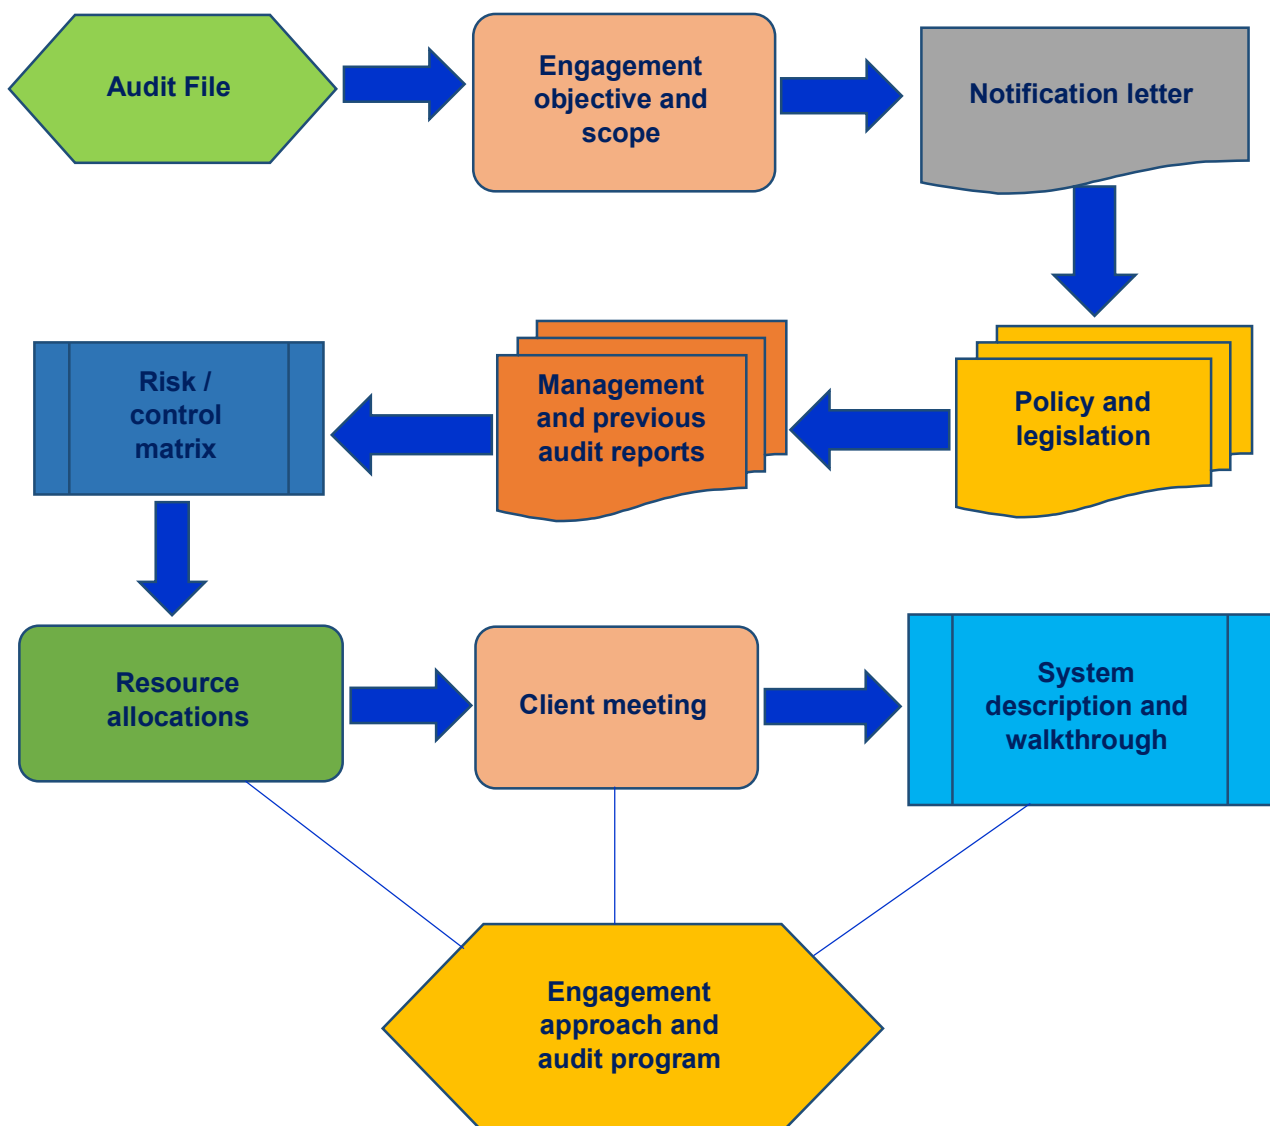 Audit File
Engagement
objective and
scope
Notification letter
Risk /
control
matrix
Management
and previous
audit reports
Policy and
legislation
Resource
allocations
Client meeting
System
description and
walkthrough
Engagement
approach and
audit program